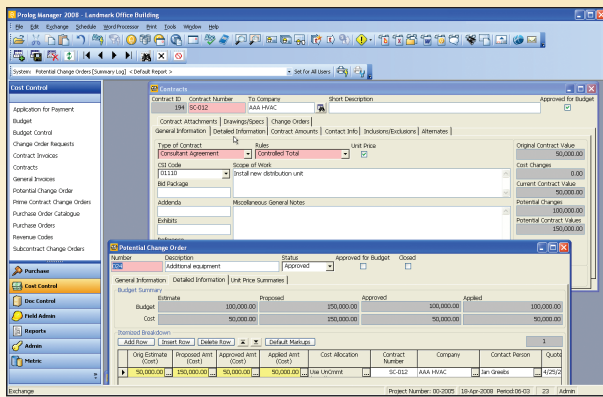 Prolog Manager 2008 - Landmark Office Building
File Edit Exchange Schedule Word Processor Print Tools Window Help
System: Potential Change Orders [Summary Log] < Default Report > Set for All Users
Cost Control
Application for Payment
Budget
Budget Control
Change Order Requests
Contract Invoices
Contracts
General Invoices
Potential Change Order
Prime Contract Change Orders
Purchase Order Catalogue
Purchase Orders
Revenue Codes
Subcontract Change Orders
Purchase
Cost Control
Doc Control
Field Admin
Reports
Admin
Metric
Contracts
Contract ID Contract Number To Company Short Description Approved for Budget
194 SC-012 AAA HVAC
Contract Attachments Drawings/Specs Change Orders
General Information Detailed Information Contract Amounts Contact Info Inclusions/Exclusions Alternates
Type of Contract Rules Unit Price Original Contract Value
Consultant Agreement Controlled Total 50,000.00
CSI Code Scope of Work Cost Changes
01110 Install new distribution unit 0.00
Bid Package Current Contract Value
50,000.00
Addenda Miscellaneous General Notes Potential Changes
100,000.00
Exhibits Potential Contract Values
150,000.00
Potential Change Order
Number Description Status Approved for Budget Closed
Additional equipment Approved
General Information Detailed Information Unit Price Summaries
Budget Summary
Estimate Proposed Approved Applied
Budget 100,000.00 150,000.00 100,000.00 100,000.00
Cost 50,000.00 150,000.00 50,000.00 50,000.00
Itemized Breakdown
Add Row Insert Row Delete Row Default Markups 1
Orig Estimate (Cost) Proposed Amt (Cost) Approved Amt (Cost) Applied Amt (Cost) Cost Allocation Contract Number Company Contact Person Quote
50,000.00 ... 150,000.00 ... 50,000.00 ... 50,000.00 ... Use UnCmmt SC-012 AAA HVAC ... Ian Greebs ... 4/25/2
Exchange Project Number: 00-2005 18-Apr-2008 Period:06-03 23 Admin